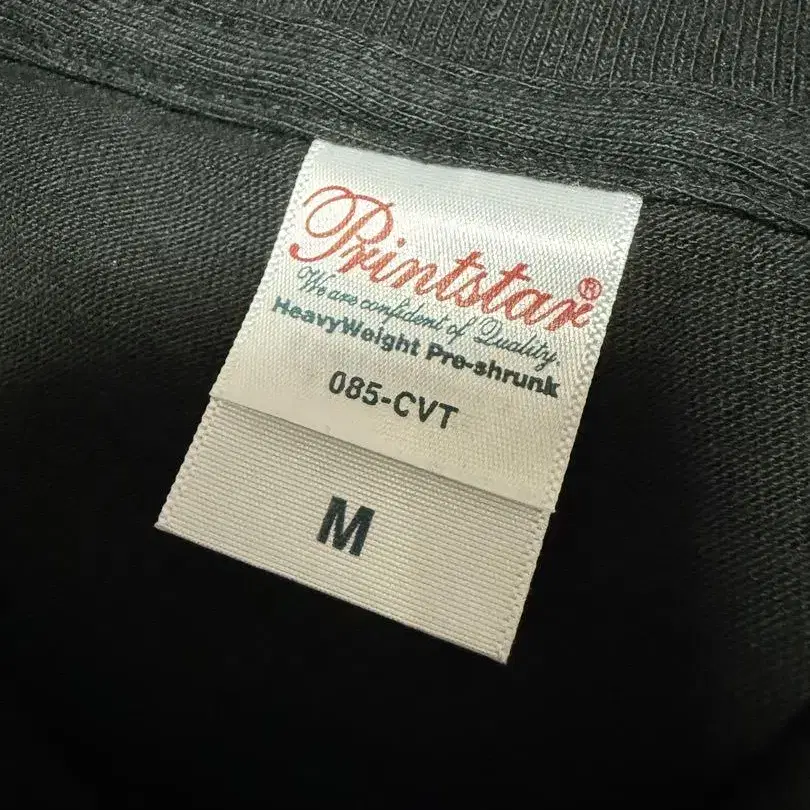 Printstar®
We are confident of Quality.
HeavyWeight Pre-shrunk
085-CVT
M